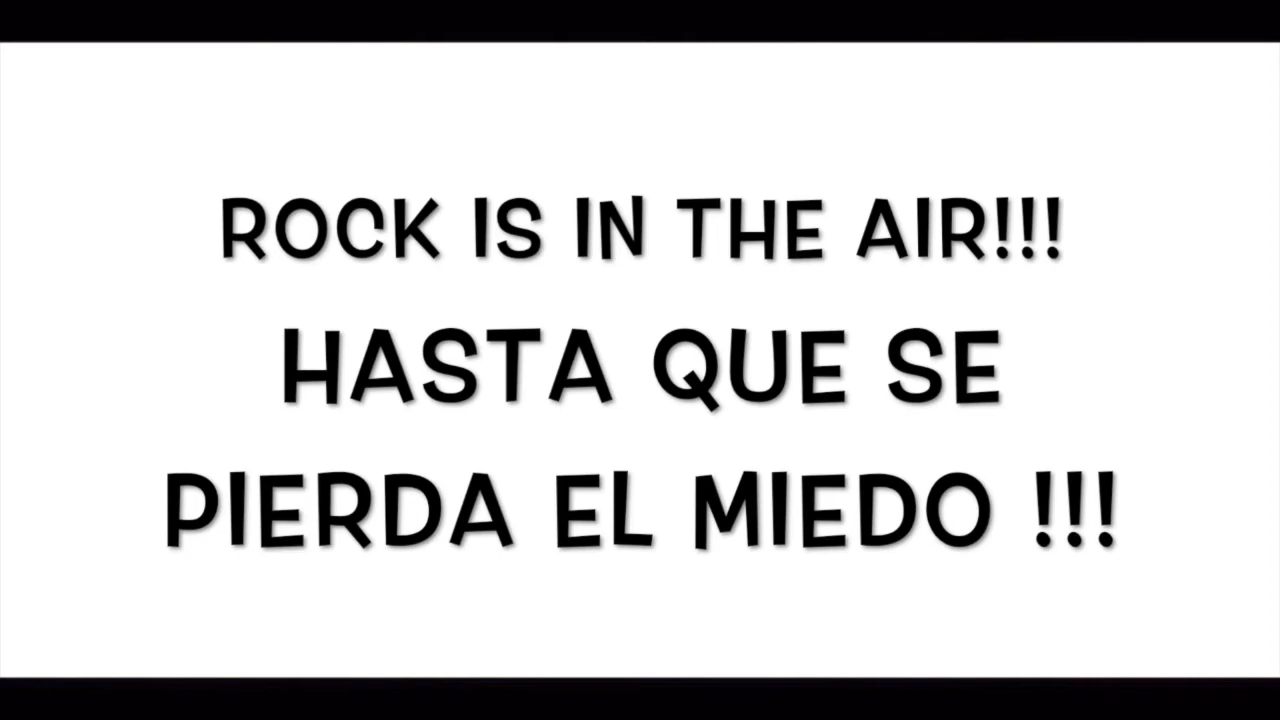 ROCK IS IN THE AIR!!!
HASTA QUE SE
PIERDA EL MIEDO !!!